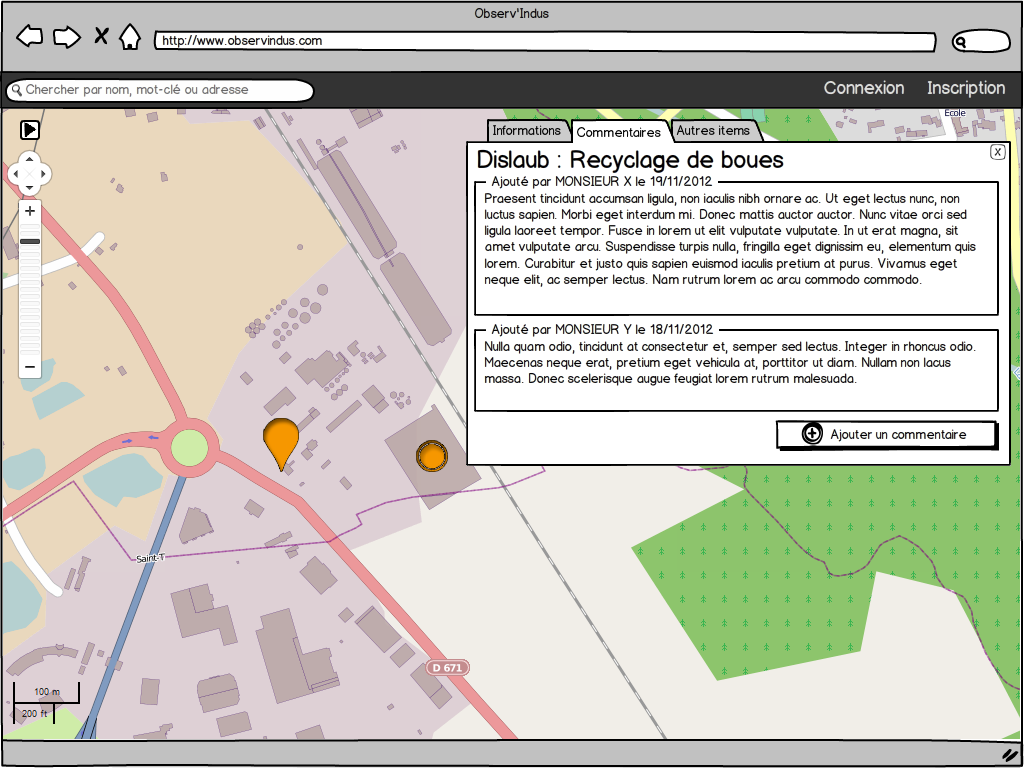 Observ'Indus
http://www.observindus.com
Chercher par nom, mot-clé ou adresse
Connexion
Inscription
Ecole
Informations
Commentaires
Autres items
Dislaub : Recyclage de boues
X
Ajouté par MONSIEUR X le 19/11/2012
Praesent tincidunt accumsan ligula, non iaculis nibh ornare ac. Ut eget lectus nunc, non
luctus sapien. Morbi eget interdum mi. Donec mattis auctor auctor. Nunc vitae orci sed
ligula laoreet tempor. Fusce in lorem ut elit vulputate vulputate. In ut erat magna, sit
amet vulputate arcu. Suspendisse turpis nulla, fringilla eget dignissim eu, elementum quis
lorem. Curabitur et justo quis sapien euismod iaculis pretium at purus. Vivamus eget
neque elit, ac semper lectus. Nam rutrum lorem ac arcu commodo commodo.
Ajouté par MONSIEUR Y le 18/11/2012
Nulla quam odio, tincidunt at consectetur et, semper sed lectus. Integer in rhoncus odio.
Maecenas neque erat, pretium eget vehicula at, porttitor ut diam. Nullam non lacus
massa. Donec scelerisque augue feugiat lorem rutrum malesuada.
Ajouter un commentaire
Saint-T
D 671
100 m
200 ft